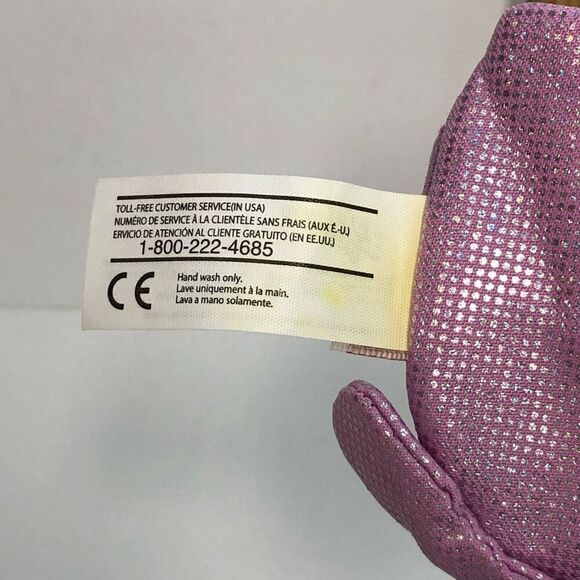 TOLL-FREE CUSTOMER SERVICE(IN USA)
NUMÉRO DE SERVICE À LA CLIENTÈLE SANS FRAIS (AUX É-U.)
ERVICIO DE ATENCIÓN AL CLIENTE GRATUITO (EN EE.UU.)
1-800-222-4685
CE
Hand wash only.
Lave uniquement à la main.
Lava a mano solamente.